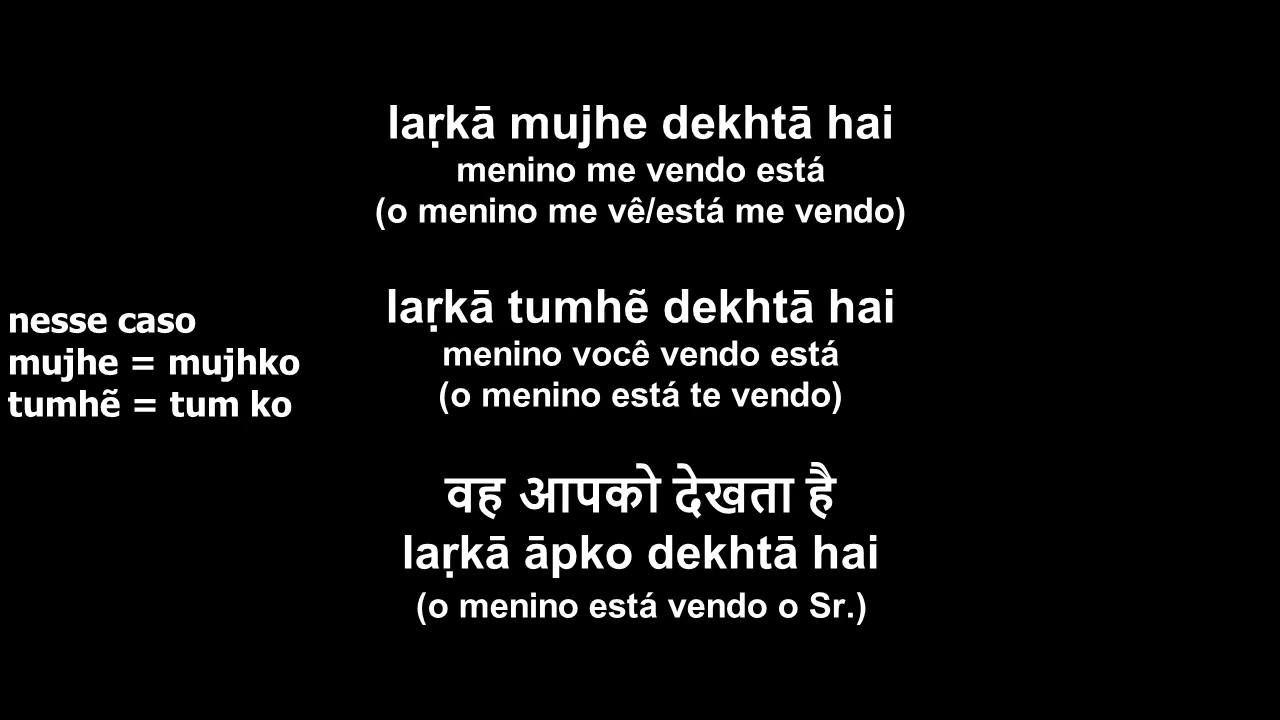 laṛkā mujhe dekhtā hai
menino me vendo está
(o menino me vê/está me vendo)
laṛkā tumhẽ dekhtā hai
menino você vendo está
(o menino está te vendo)
nesse caso
mujhe = mujhko
tumhẽ = tum ko
वह आपको देखता है
laṛkā āpko dekhtā hai
(o menino está vendo o Sr.)